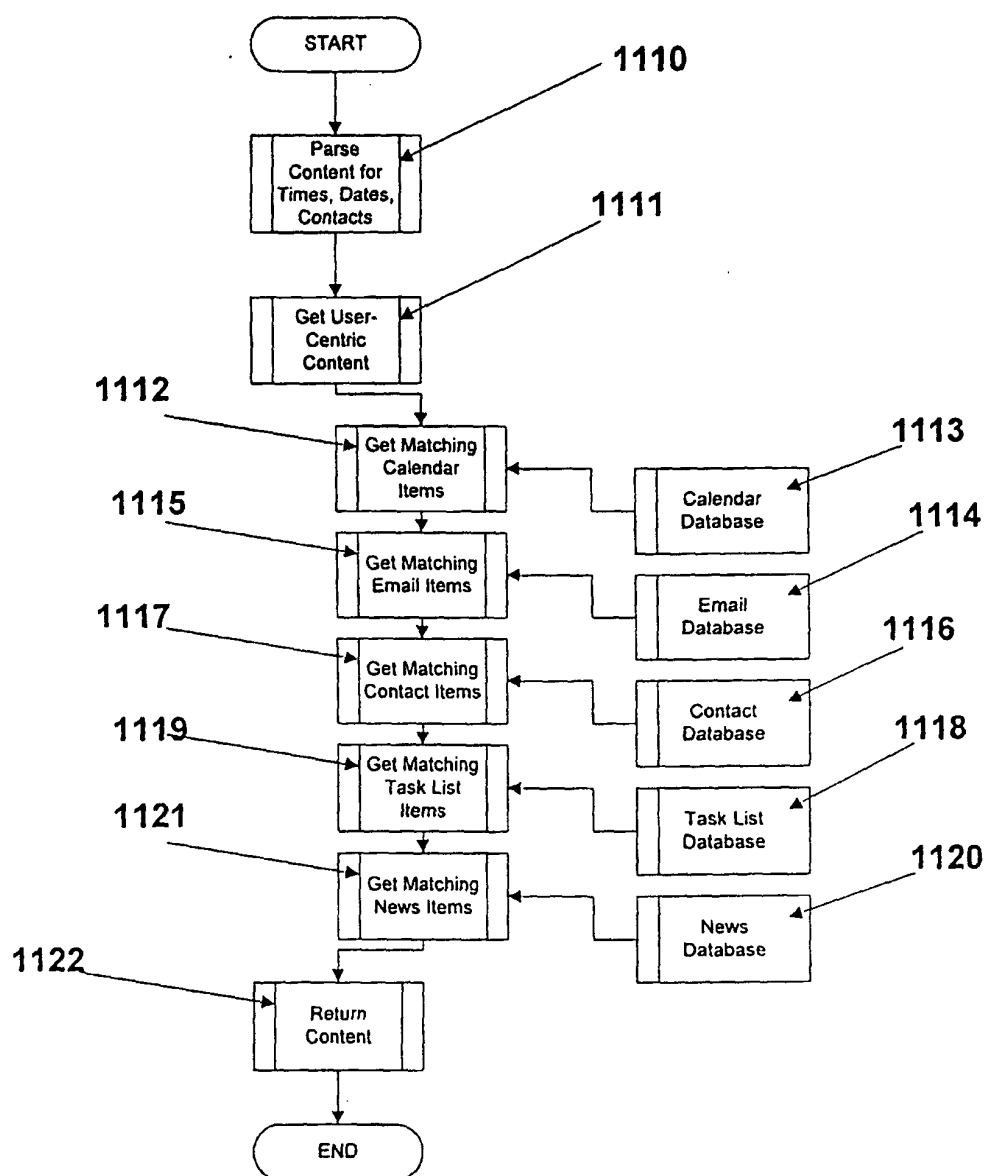 START
1110
Parse
Content for
Times, Dates,
Contacts
1111
Get User-
Centric
Content
1112
Get Matching
Calendar
Items
1113
Calendar
Database
1115
Get Matching
Email Items
1114
Email
Database
1117
Get Matching
Contact Items
1116
Contact
Database
1119
Get Matching
Task List
Items
1118
Task List
Database
1121
Get Matching
News Items
1120
News
Database
1122
Return
Content
END